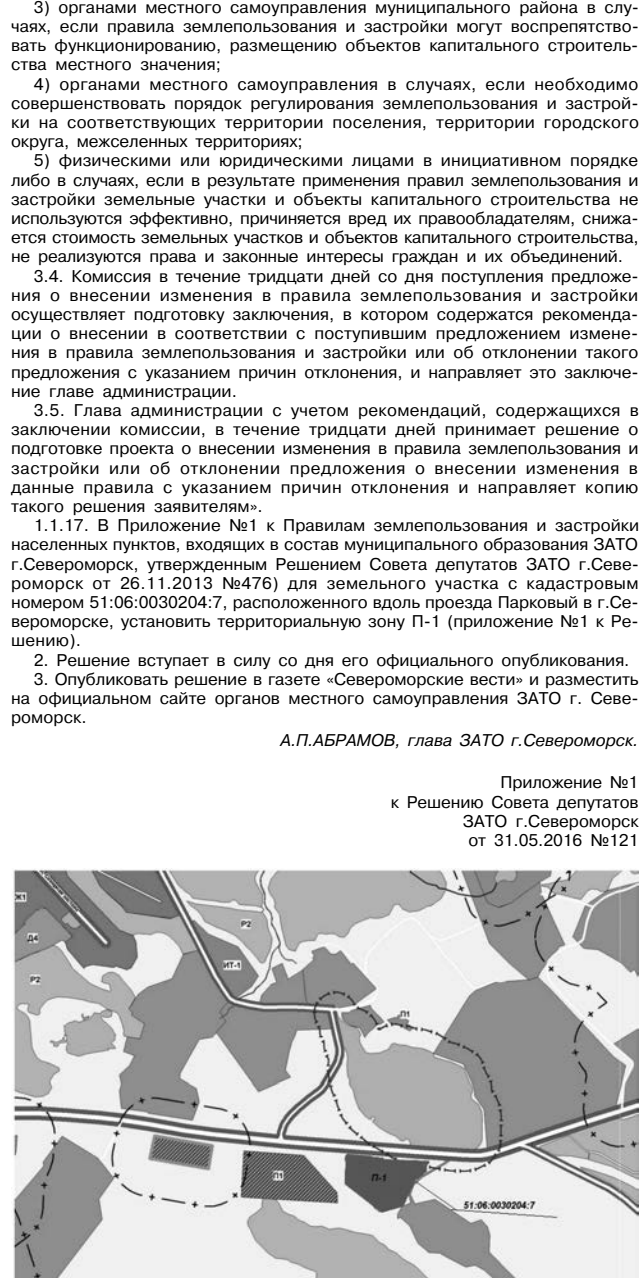 3) органами местного самоуправления муниципального района в слу-
чаях, если правила землепользования и застройки могут воспрепятство-
вать функционированию, размещению объектов капитального строитель-
ства местного значения;
4) органами местного самоуправления в случаях, если необходимо
совершенствовать порядок регулирования землепользования и застрой-
ки на соответствующих территории поселения, территории городского
округа, межселенных территориях;
5) физическими или юридическими лицами в инициативном порядке
либо в случаях, если в результате применения правил землепользования и
застройки земельные участки и объекты капитального строительства не
используются эффективно, причиняется вред их правообладателям, снижа-
ется стоимость земельных участков и объектов капитального строительства,
не реализуются права и законные интересы граждан и их объединений.
3.4. Комиссия в течение тридцати дней со дня поступления предложе-
ния о внесении изменения в правила землепользования и застройки
осуществляет подготовку заключения, в котором содержатся рекоменда-
ции о внесении в соответствии с поступившим предложением измене-
ния в правила землепользования и застройки или об отклонении такого
предложения с указанием причин отклонения, и направляет это заключе-
ние главе администрации.
3.5. Глава администрации с учетом рекомендаций, содержащихся в
заключении комиссии, в течение тридцати дней принимает решение о
подготовке проекта о внесении изменения в правила землепользования и
застройки или об отклонении предложения о внесении изменения в
данные правила с указанием причин отклонения и направляет копию
такого решения заявителям».
1.1.17. В Приложение №1 к Правилам землепользования и застройки
населенных пунктов, входящих в состав муниципального образования ЗАТО
г.Североморск, утвержденным Решением Совета депутатов ЗАТО г.Севе-
роморск от 26.11.2013 №476) для земельного участка с кадастровым
номером 51:06:0030204:7, расположенного вдоль проезда Парковый в г.Се-
вероморске, установить территориальную зону П-1 (приложение №1 к Ре-
шению).
2. Решение вступает в силу со дня его официального опубликования.
3. Опубликовать решение в газете «Североморские вести» и разместить
на официальном сайте органов местного самоуправления ЗАТО г. Севе-
роморск.
А.П.АБРАМОВ, глава ЗАТО г.Североморск.
Приложение №1
к Решению Совета депутатов
ЗАТО г.Североморск
от 31.05.2016 №121
Ж1
Р2
Д4
ИТ-1
Р2
П1
П1
П-1
51:06:0030204:7